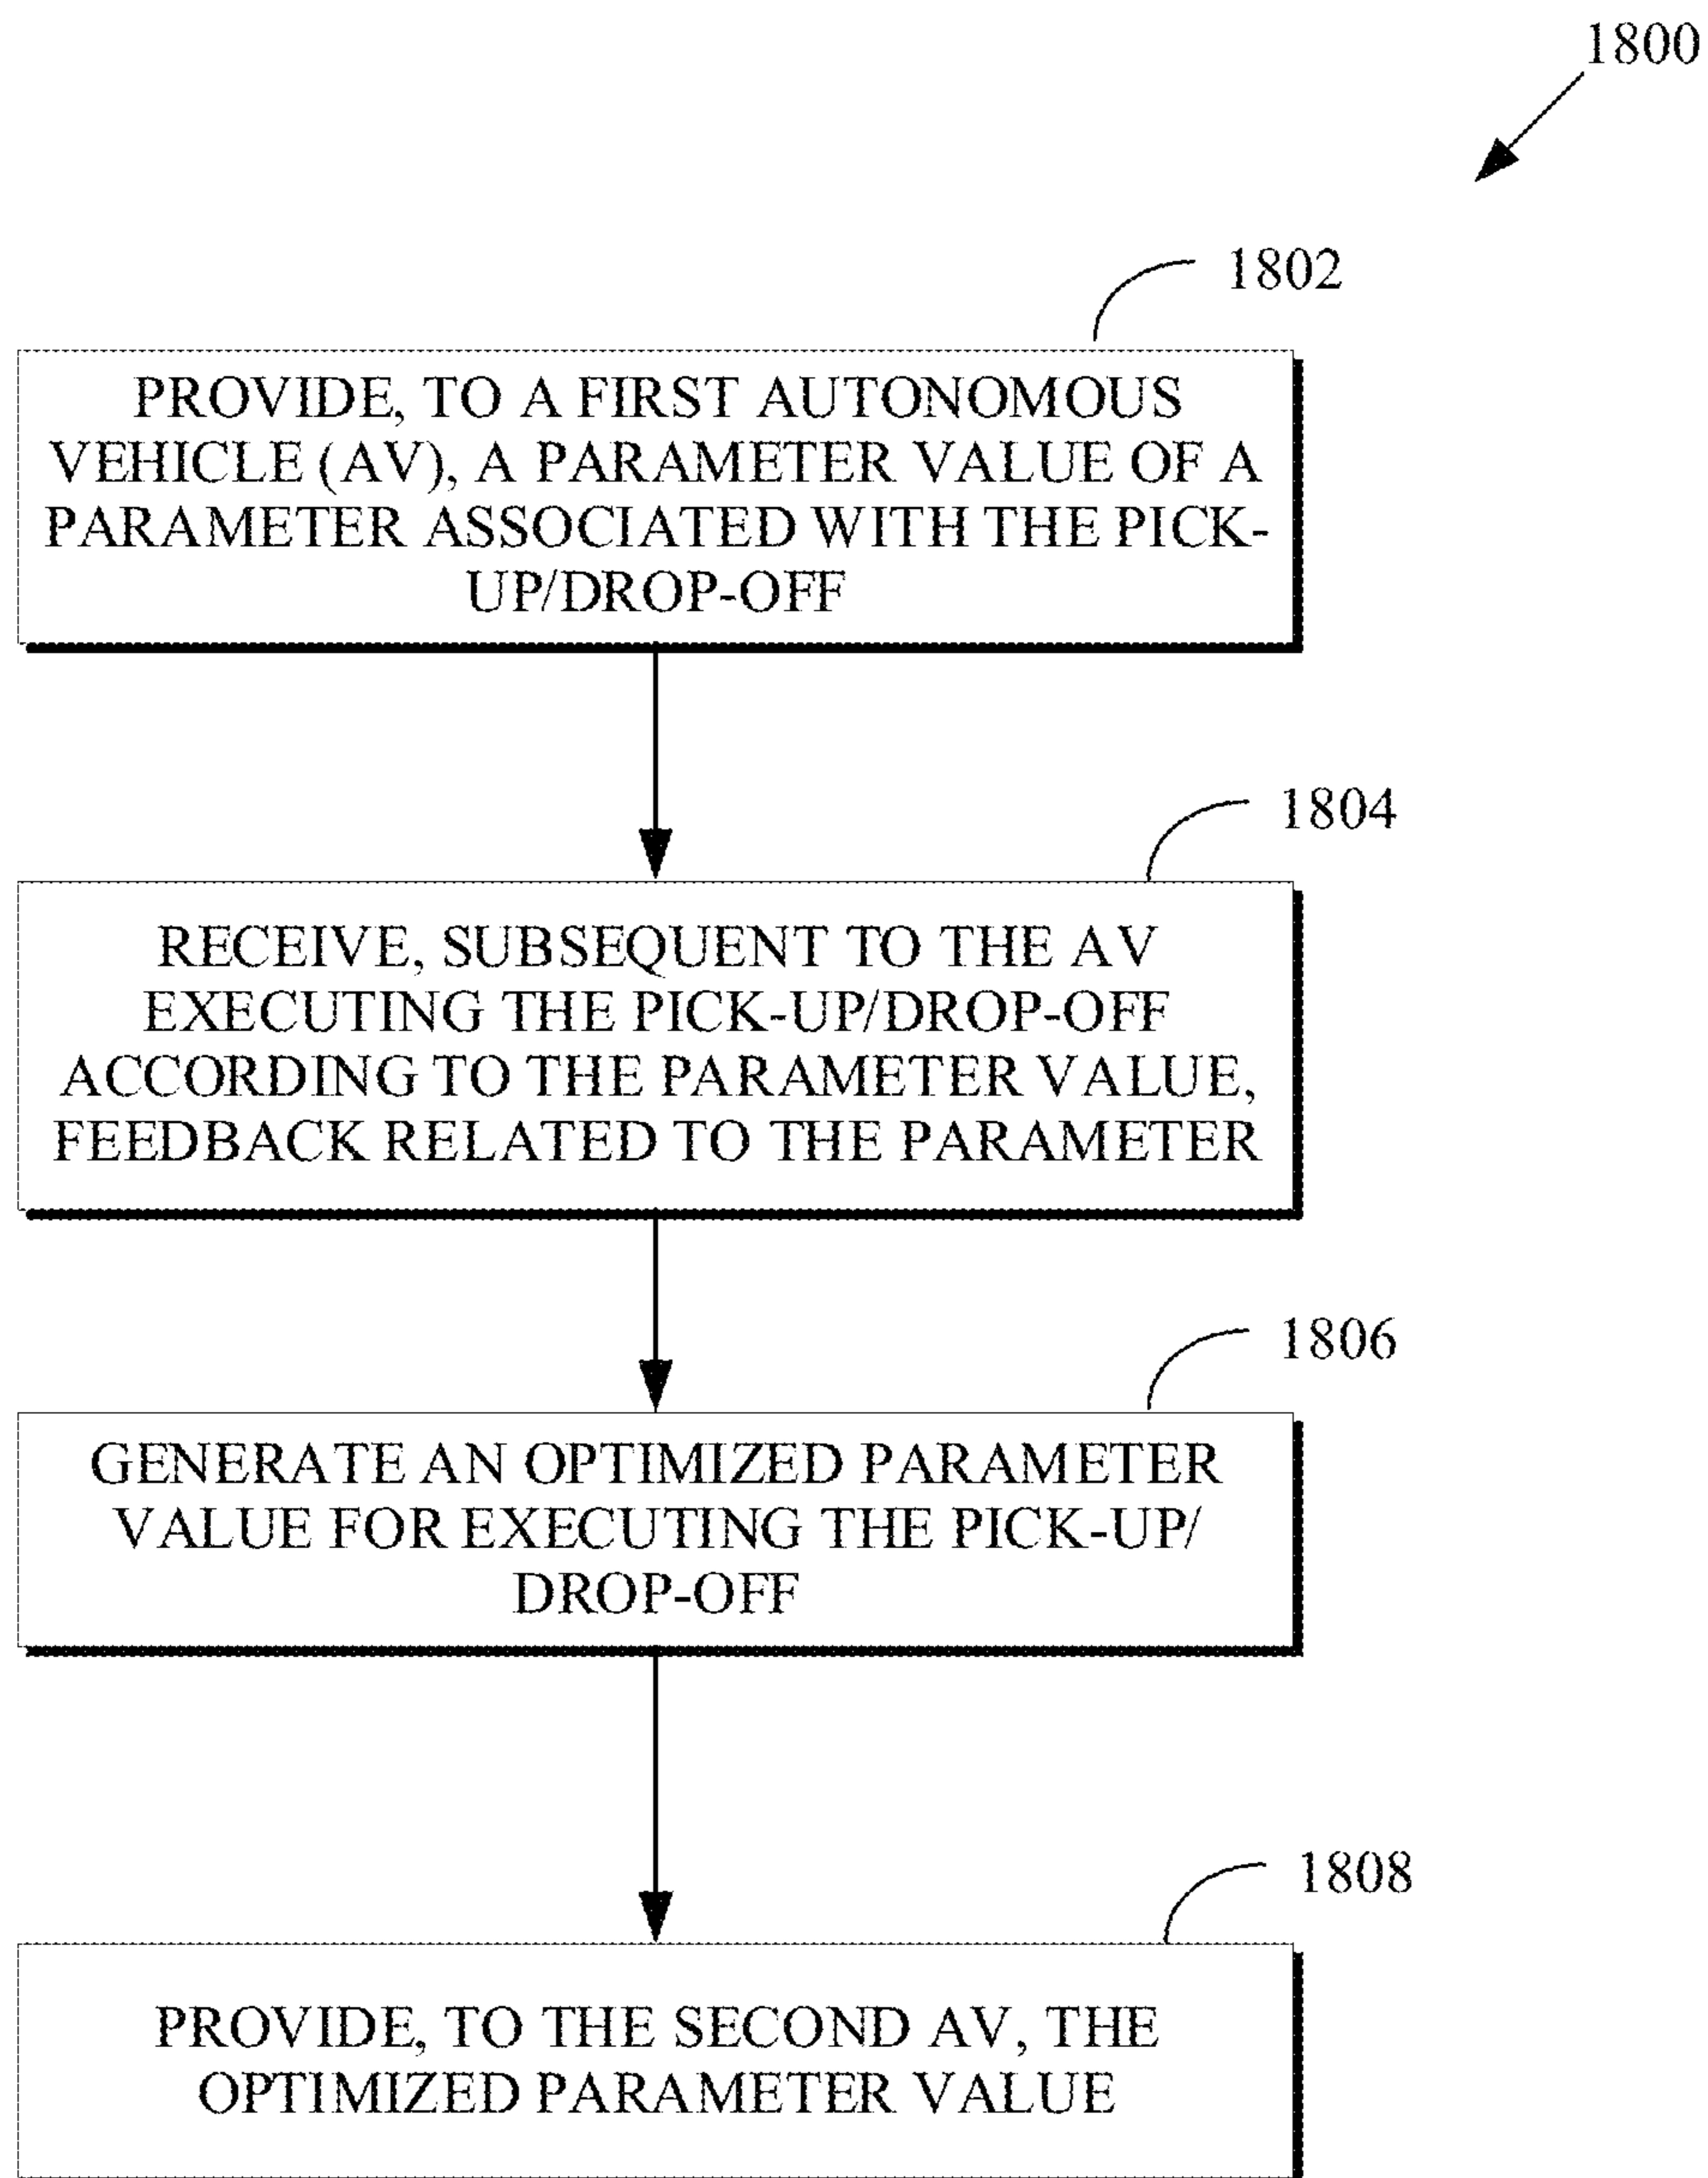 1800
1802
PROVIDE, TO A FIRST AUTONOMOUS
VEHICLE (AV), A PARAMETER VALUE OF A
PARAMETER ASSOCIATED WITH THE PICK-
UP/DROP-OFF
1804
RECEIVE, SUBSEQUENT TO THE AV
EXECUTING THE PICK-UP/DROP-OFF
ACCORDING TO THE PARAMETER VALUE,
FEEDBACK RELATED TO THE PARAMETER
1806
GENERATE AN OPTIMIZED PARAMETER
VALUE FOR EXECUTING THE PICK-UP/
DROP-OFF
1808
PROVIDE, TO THE SECOND AV, THE
OPTIMIZED PARAMETER VALUE